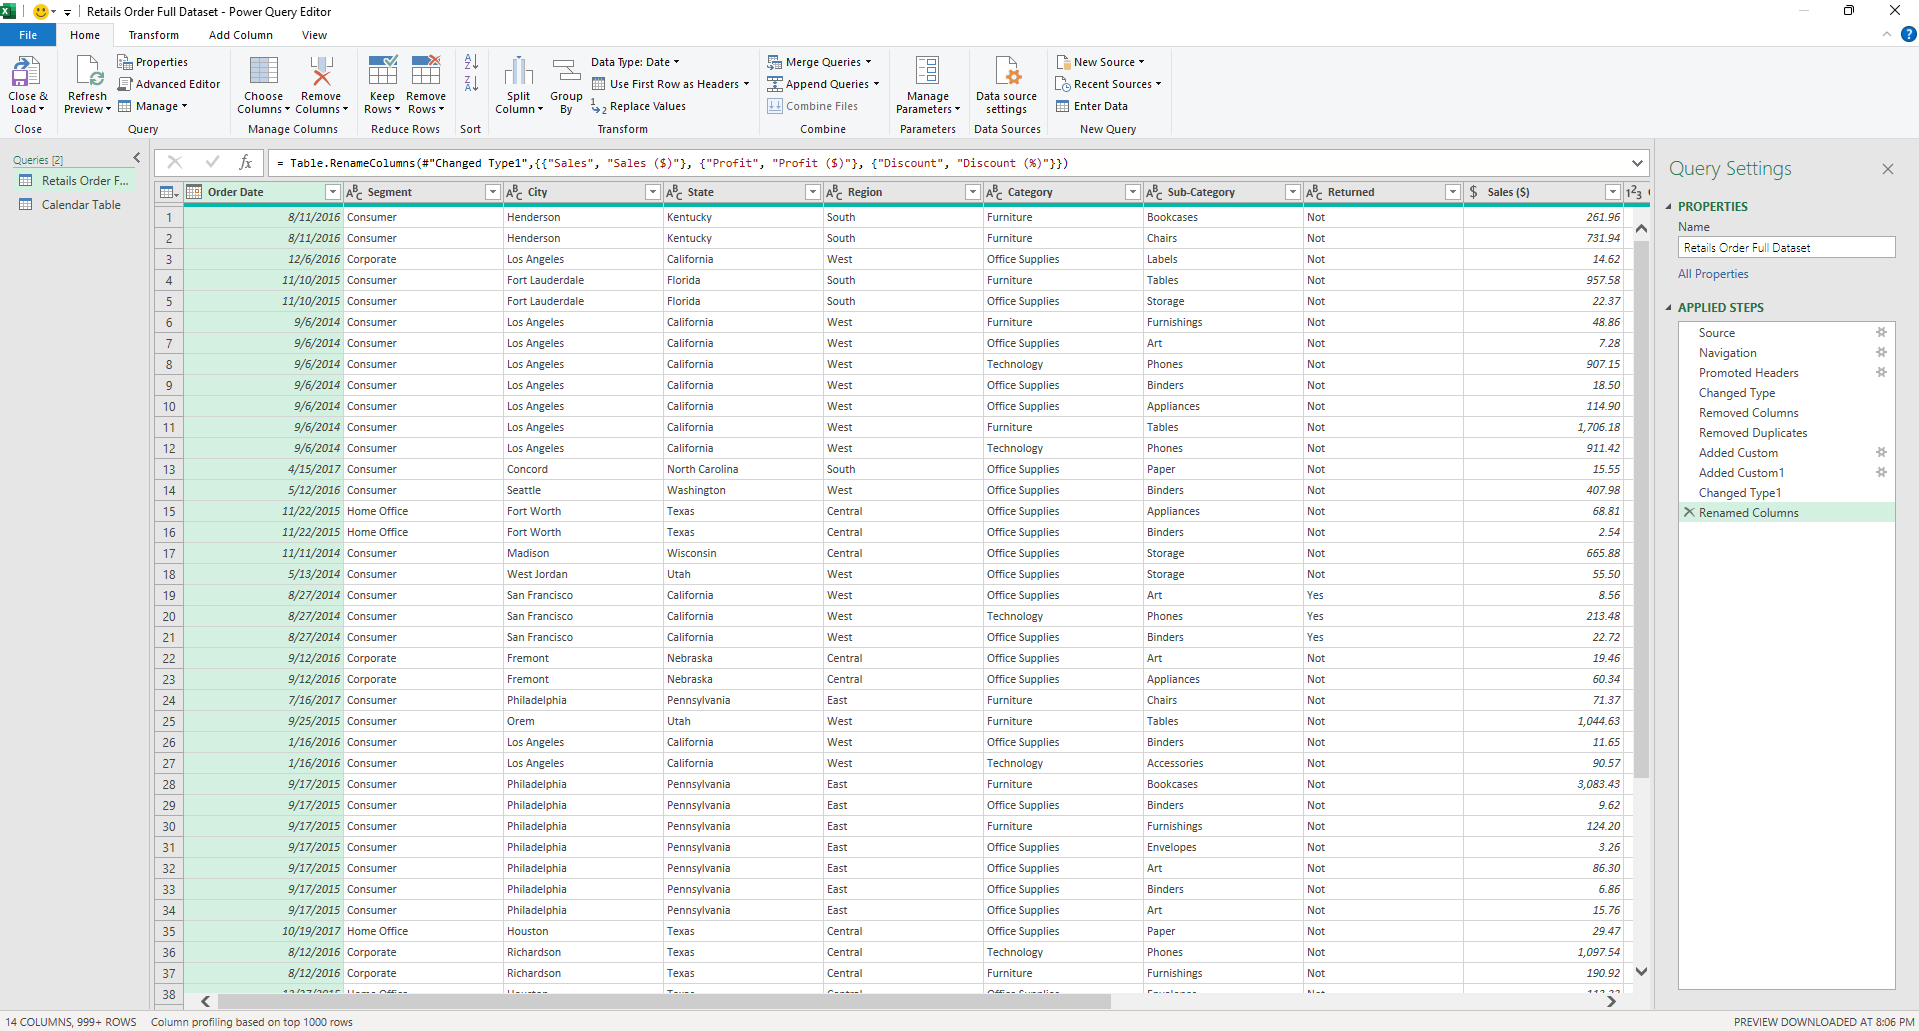 Retails Order Full Dataset - Power Query Editor
File Home Transform Add Column View
Close & Load
Close
Refresh Preview
Properties
Advanced Editor
Manage
Query
Choose Columns
Remove Columns
Manage Columns
Keep Rows
Remove Rows
Reduce Rows
Sort
Split Column
Group By
Data Type: Date
Use First Row as Headers
Replace Values
Transform
Merge Queries
Append Queries
Combine Files
Combine
Manage Parameters
Parameters
Data source settings
Data Sources
New Source
Recent Sources
Enter Data
New Query
Queries [2]
Retails Order F...
Calendar Table
fx = Table.RenameColumns(#"Changed Type1",{{"Sales", "Sales ($)"}, {"Profit", "Profit ($)"}, {"Discount", "Discount (%)"}})
Order Date ABC Segment ABC City ABC State ABC Region ABC Category ABC Sub-Category ABC Returned $ Sales ($) 123
1 8/11/2016 Consumer Henderson Kentucky South Furniture Bookcases Not 261.96
2 8/11/2016 Consumer Henderson Kentucky South Furniture Chairs Not 731.94
3 12/6/2016 Corporate Los Angeles California West Office Supplies Labels Not 14.62
4 11/10/2015 Consumer Fort Lauderdale Florida South Furniture Tables Not 957.58
5 11/10/2015 Consumer Fort Lauderdale Florida South Office Supplies Storage Not 22.37
6 9/6/2014 Consumer Los Angeles California West Furniture Furnishings Not 48.86
7 9/6/2014 Consumer Los Angeles California West Office Supplies Art Not 7.28
8 9/6/2014 Consumer Los Angeles California West Technology Phones Not 907.15
9 9/6/2014 Consumer Los Angeles California West Office Supplies Binders Not 18.50
10 9/6/2014 Consumer Los Angeles California West Office Supplies Appliances Not 114.90
11 9/6/2014 Consumer Los Angeles California West Furniture Tables Not 1,706.18
12 9/6/2014 Consumer Los Angeles California West Technology Phones Not 911.42
13 4/15/2017 Consumer Concord North Carolina South Office Supplies Paper Not 15.55
14 5/12/2016 Consumer Seattle Washington West Office Supplies Binders Not 407.98
15 11/22/2015 Home Office Fort Worth Texas Central Office Supplies Appliances Not 68.81
16 11/22/2015 Home Office Fort Worth Texas Central Office Supplies Binders Not 2.54
17 11/11/2014 Consumer Madison Wisconsin Central Office Supplies Storage Not 665.88
18 5/13/2014 Consumer West Jordan Utah West Office Supplies Storage Not 55.50
19 8/27/2014 Consumer San Francisco California West Office Supplies Art Yes 8.56
20 8/27/2014 Consumer San Francisco California West Technology Phones Yes 213.48
21 8/27/2014 Consumer San Francisco California West Office Supplies Binders Yes 22.72
22 9/12/2016 Corporate Fremont Nebraska Central Office Supplies Art Not 19.46
23 9/12/2016 Corporate Fremont Nebraska Central Office Supplies Appliances Not 60.34
24 7/16/2017 Consumer Philadelphia Pennsylvania East Furniture Chairs Not 71.37
25 9/25/2015 Consumer Orem Utah West Furniture Tables Not 1,044.63
26 1/16/2016 Consumer Los Angeles California West Office Supplies Binders Not 11.65
27 1/16/2016 Consumer Los Angeles California West Technology Accessories Not 90.57
28 9/17/2015 Consumer Philadelphia Pennsylvania East Furniture Bookcases Not 3,083.43
29 9/17/2015 Consumer Philadelphia Pennsylvania East Office Supplies Binders Not 9.62
30 9/17/2015 Consumer Philadelphia Pennsylvania East Furniture Furnishings Not 124.20
31 9/17/2015 Consumer Philadelphia Pennsylvania East Office Supplies Envelopes Not 3.26
32 9/17/2015 Consumer Philadelphia Pennsylvania East Office Supplies Art Not 86.30
33 9/17/2015 Consumer Philadelphia Pennsylvania East Office Supplies Binders Not 6.86
34 9/17/2015 Consumer Philadelphia Pennsylvania East Office Supplies Art Not 15.76
35 10/19/2017 Home Office Houston Texas Central Office Supplies Paper Not 29.47
36 8/12/2016 Corporate Richardson Texas Central Technology Phones Not 1,097.54
37 8/12/2016 Corporate Richardson Texas Central Furniture Furnishings Not 190.92
38
Query Settings
PROPERTIES
Name
Retails Order Full Dataset
All Properties
APPLIED STEPS
Source
Navigation
Promoted Headers
Changed Type
Removed Columns
Removed Duplicates
Added Custom
Added Custom1
Changed Type1
Renamed Columns
14 COLUMNS, 999+ ROWS Column profiling based on top 1000 rows
PREVIEW DOWNLOADED AT 8:06 PM